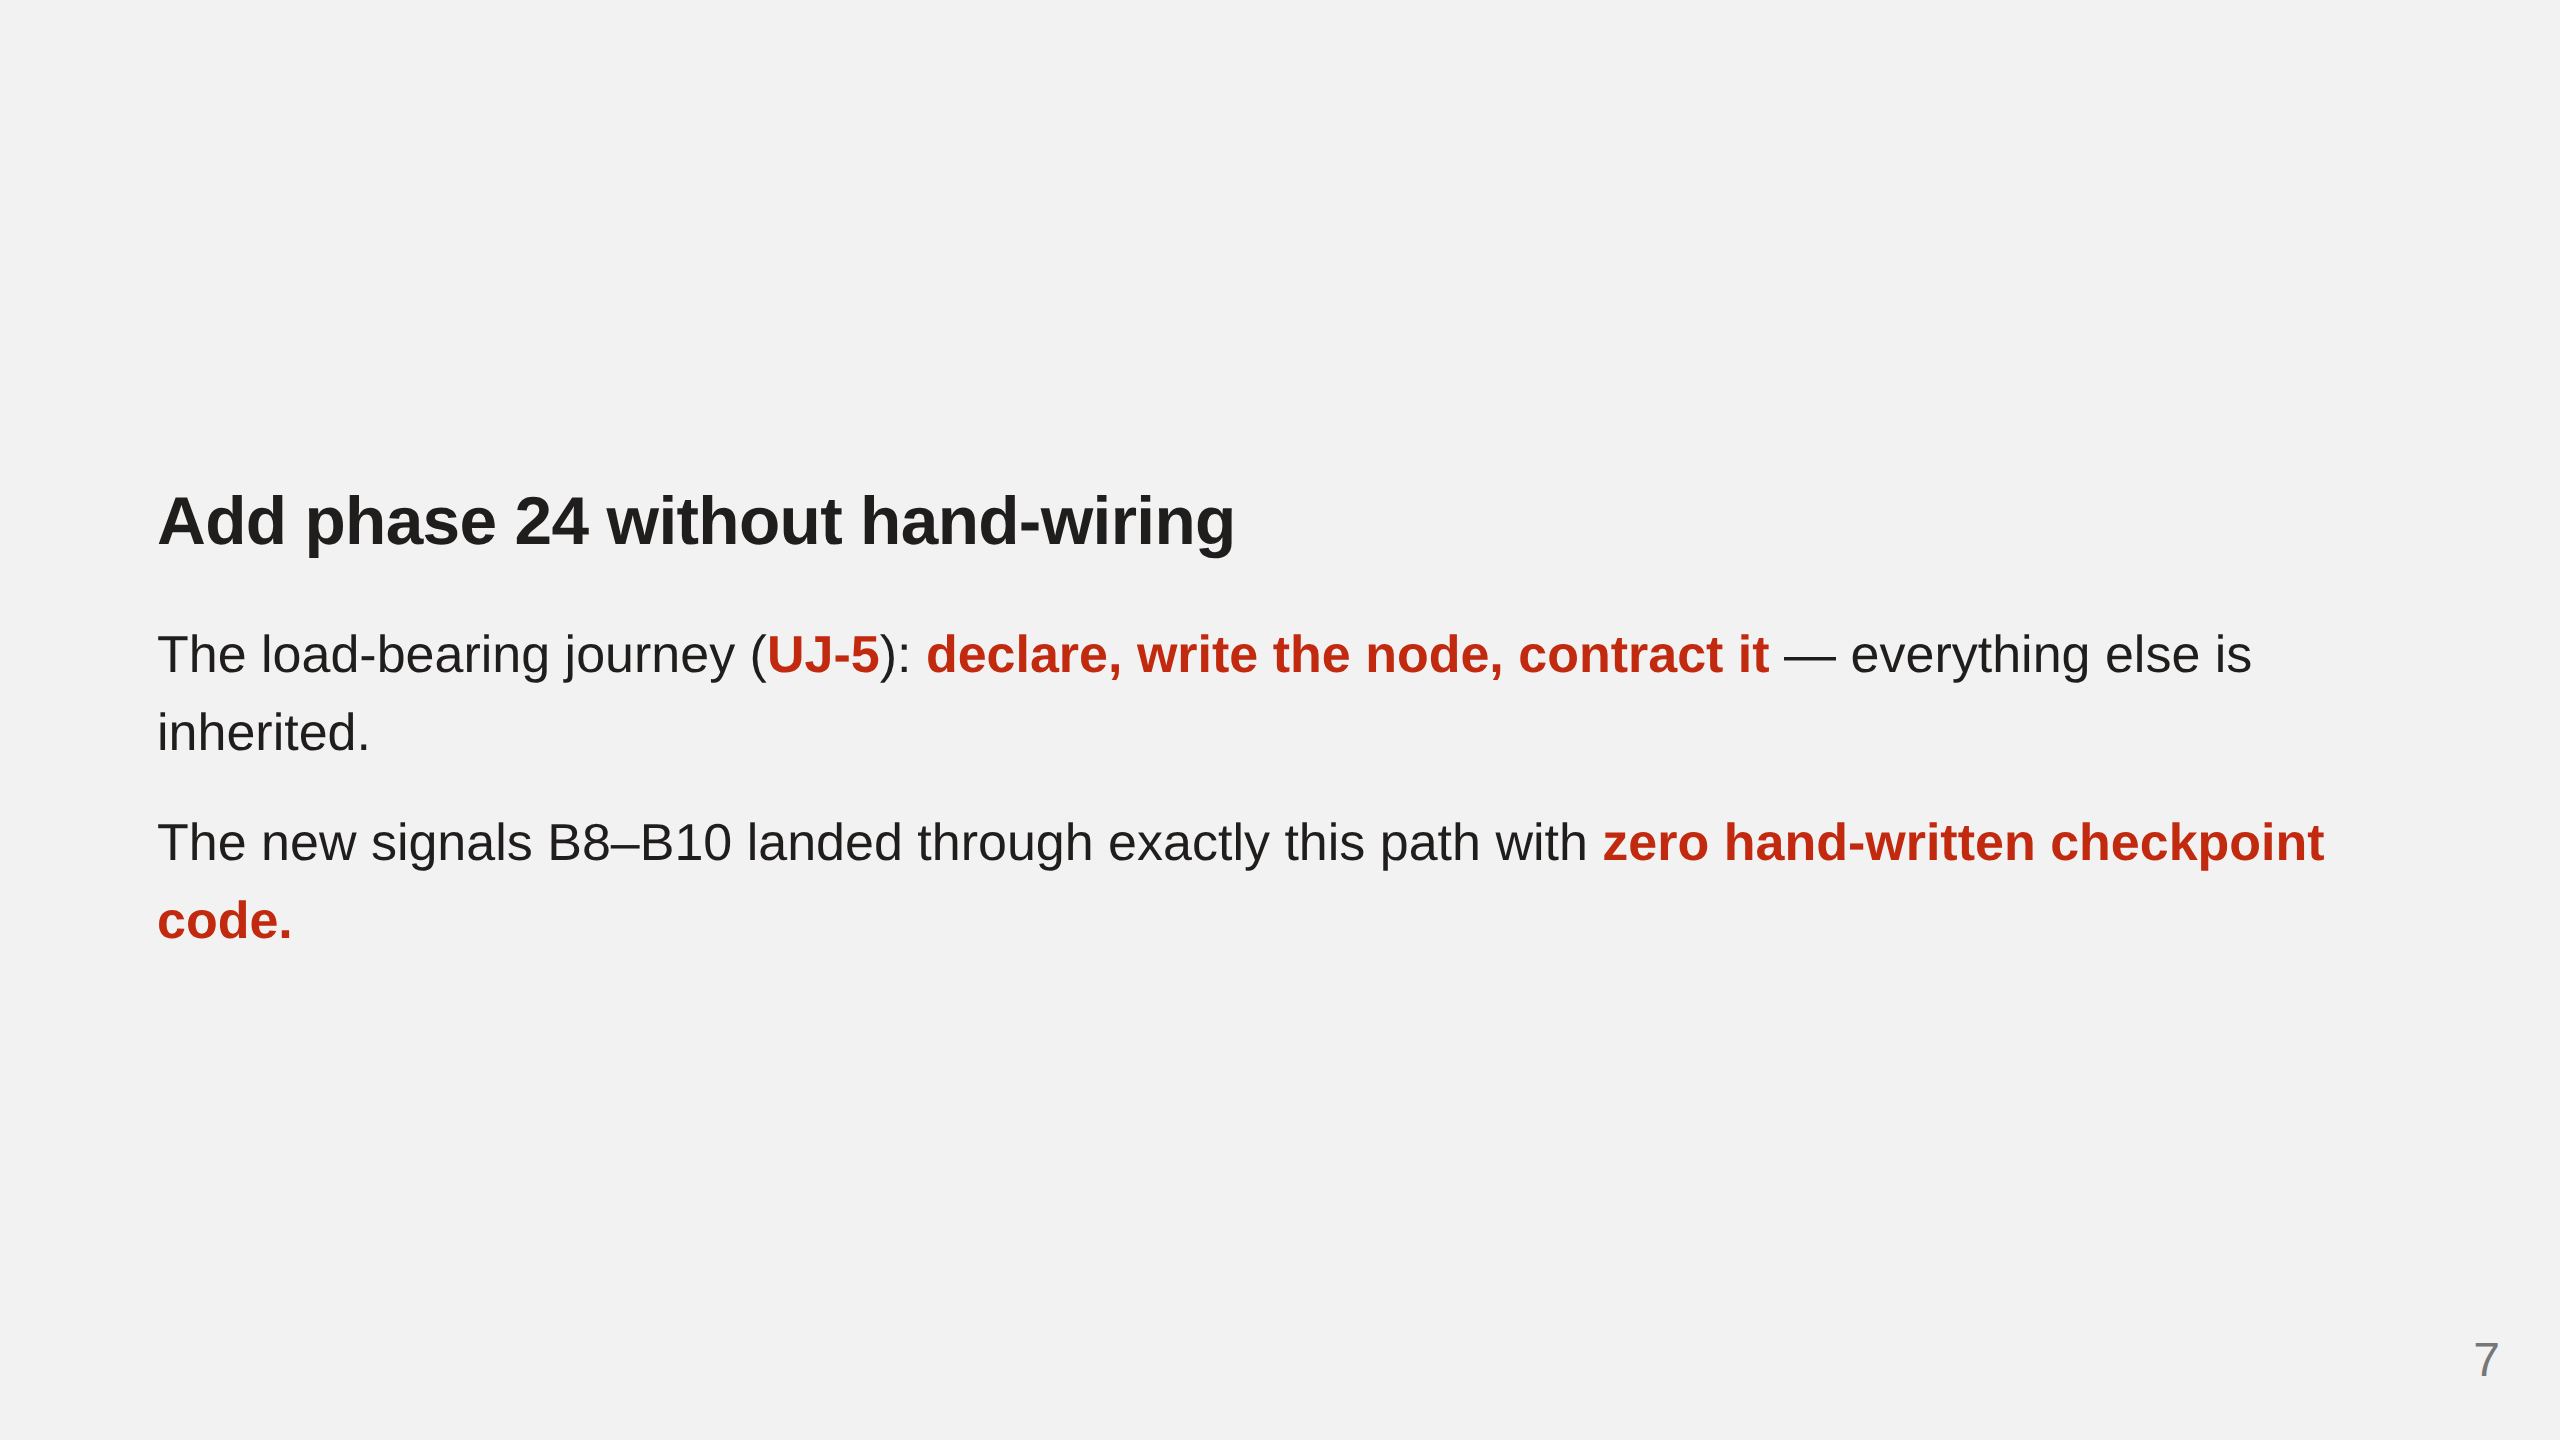 Add phase 24 without hand-wiring
The load-bearing journey (UJ-5): declare, write the node, contract it — everything else is
inherited.
The new signals B8–B10 landed through exactly this path with zero hand-written checkpoint
code.
7